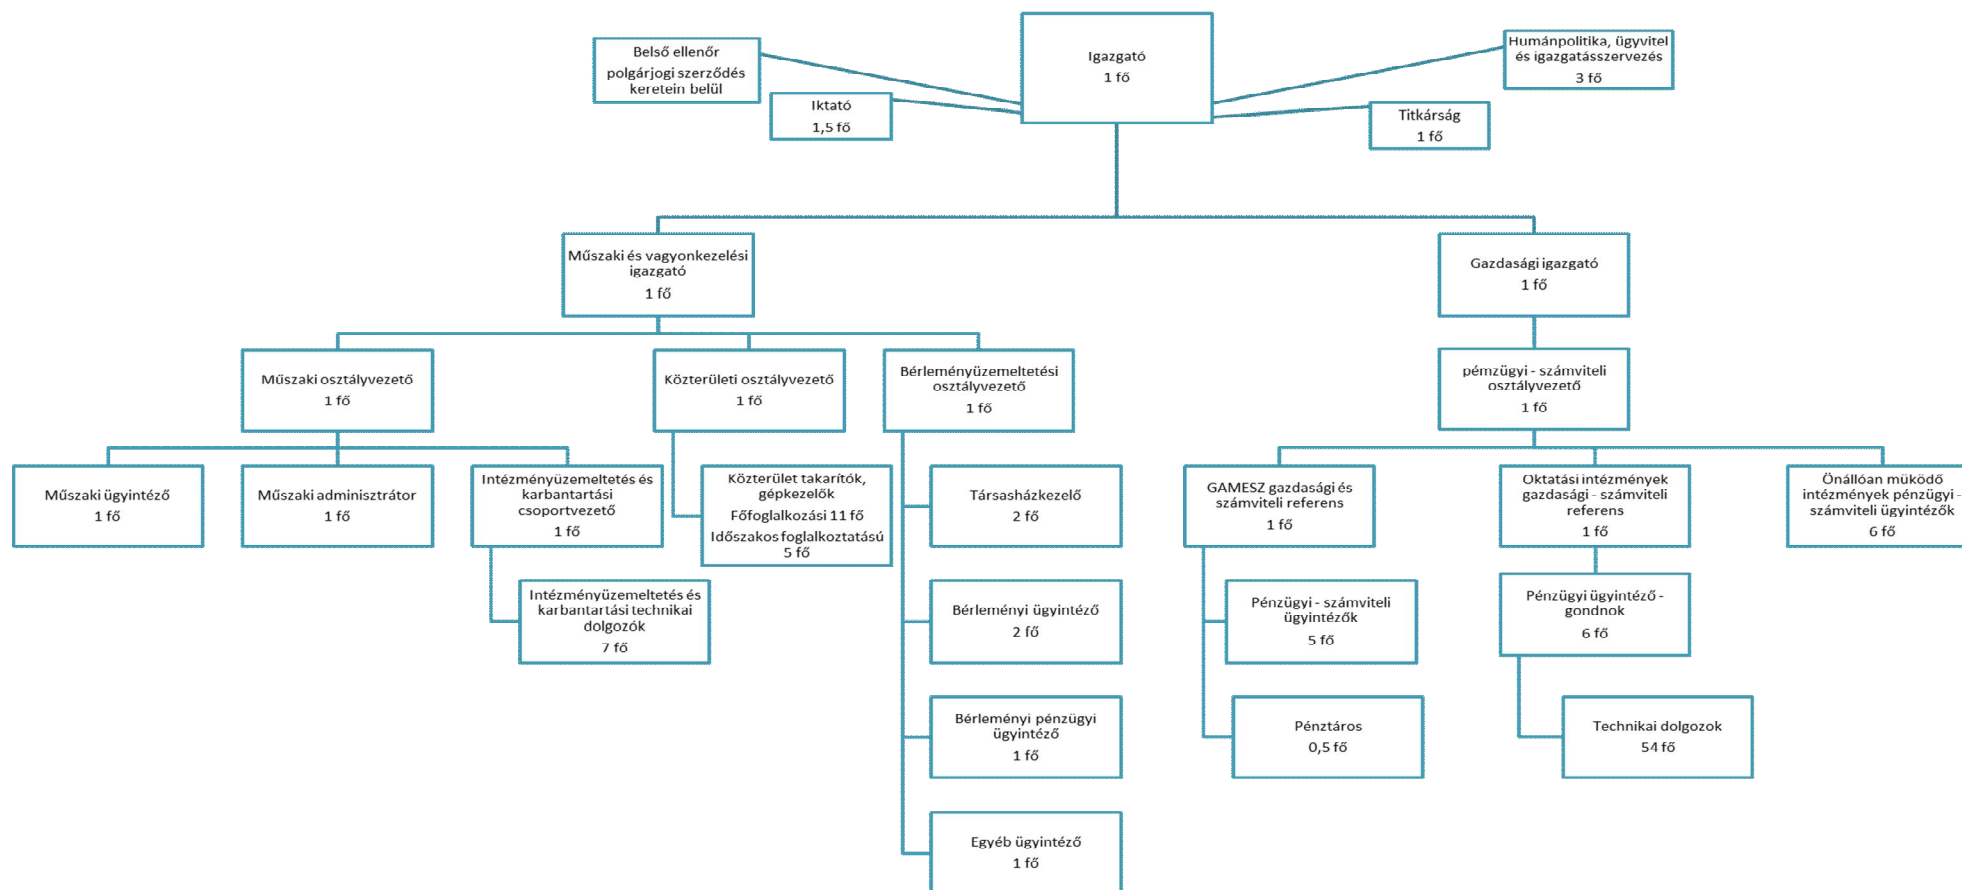 Belső ellenőr
polgárjogi szerződés
keretein belül
Iktató
1,5 fő
Igazgató
1 fő
Humánpolitika, ügyvitel
és igazgatásszervezés
3 fő
Titkárság
1 fő
Műszaki és vagyonkezelési
igazgató
1 fő
Gazdasági igazgató
1 fő
Műszaki osztályvezető
1 fő
Közterületi osztályvezető
1 fő
Bérleményüzemeltetési
osztályvezető
1 fő
pémzügyi - számviteli
osztályvezető
1 fő
Műszaki ügyintéző
1 fő
Műszaki adminisztrátor
1 fő
Intézményüzemeltetés és
karbantartási
csoportvezető
1 fő
Közterület takarítók,
gépkezelők
Főfoglalkozási 11 fő
Időszakos foglalkoztatású
5 fő
Társasházkezelő
2 fő
GAMESZ gazdasági és
számviteli referens
1 fő
Oktatási intézmények
gazdasági - számviteli
referens
1 fő
Önállóan müködő
intézmények pénzügyi -
számviteli ügyintézők
6 fő
Intézményüzemeltetés és
karbantartási technikai
dolgozók
7 fő
Bérleményi ügyintéző
2 fő
Pénzügyi - számviteli
ügyintézők
5 fő
Pénzügyi ügyintéző -
gondnok
6 fő
Bérleményi pénzügyi
ügyintéző
1 fő
Pénztáros
0,5 fő
Technikai dolgozok
54 fő
Egyéb ügyintéző
1 fő